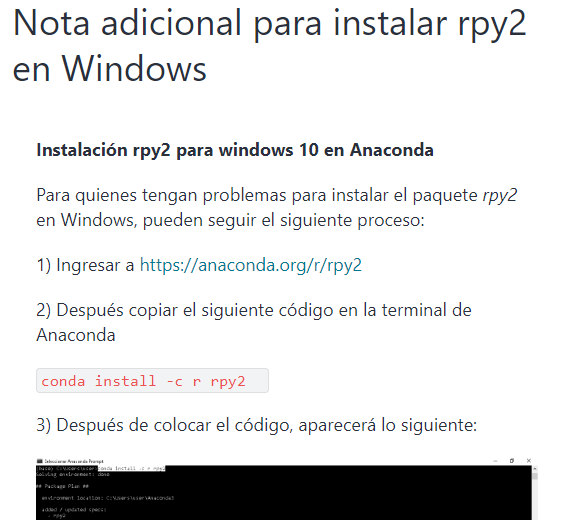 Nota adicional para instalar rpy2
en Windows
Instalación rpy2 para windows 10 en Anaconda
Para quienes tengan problemas para instalar el paquete rpy2
en Windows, pueden seguir el siguiente proceso:
1) Ingresar a https://anaconda.org/r/rpy2
2) Después copiar el siguiente código en la terminal de
Anaconda
conda install -c r rpy2
3) Después de colocar el código, aparecerá lo siguiente:
Seleccionar Anaconda Prompt
(base) C:\Users\User>conda install -c r rpy2
Solving environment: done
## Package Plan ##
environment location: C:\Users\User\Anaconda3
added / updated specs:
- rpy2